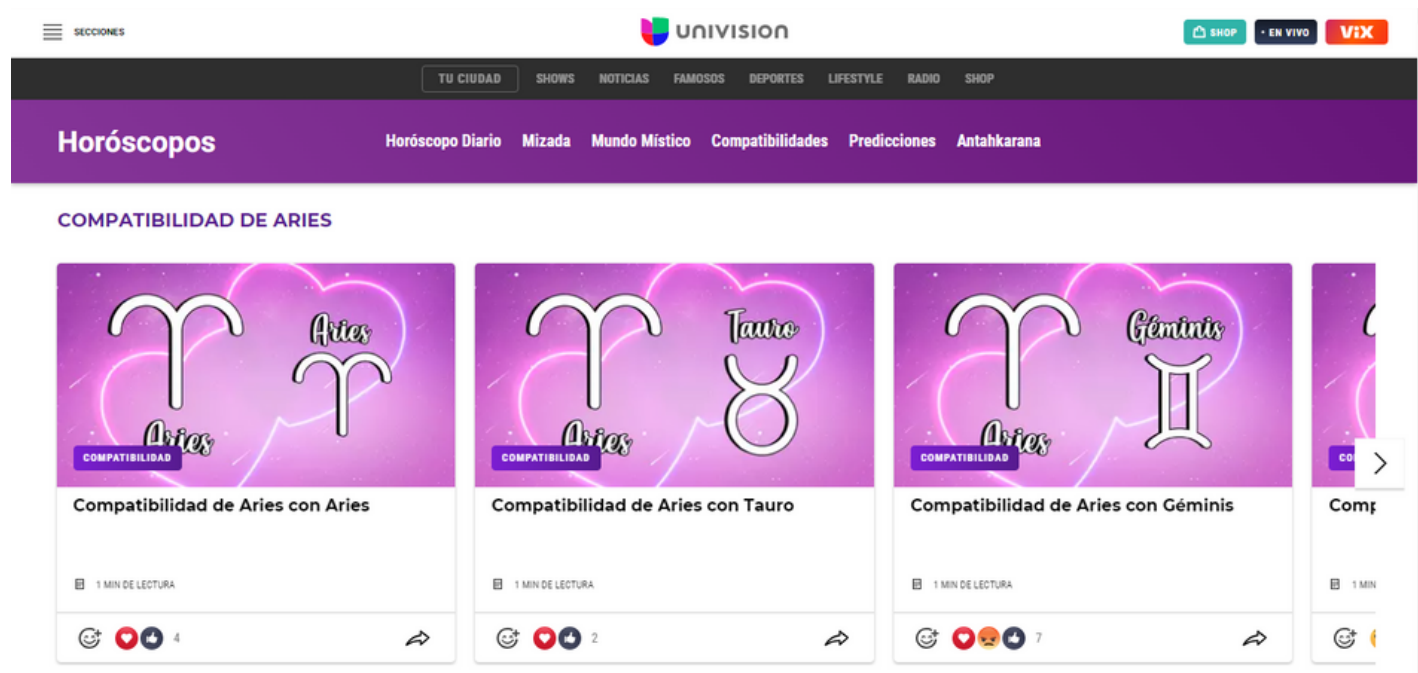 SECCIONES
UNIVISION
SHOP
• EN VIVO
ViX
TU CIUDAD SHOWS NOTICIAS FAMOSOS DEPORTES LIFESTYLE RADIO SHOP
Horóscopos
Horóscopo Diario Mizada Mundo Místico Compatibilidades Predicciones Antahkarana
COMPATIBILIDAD DE ARIES
Aries
Aries
COMPATIBILIDAD
Compatibilidad de Aries con Aries
1 MIN DE LECTURA
4
Tauro
Aries
COMPATIBILIDAD
Compatibilidad de Aries con Tauro
1 MIN DE LECTURA
2
Géminis
Aries
COMPATIBILIDAD
Compatibilidad de Aries con Géminis
1 MIN DE LECTURA
7
1 MIN